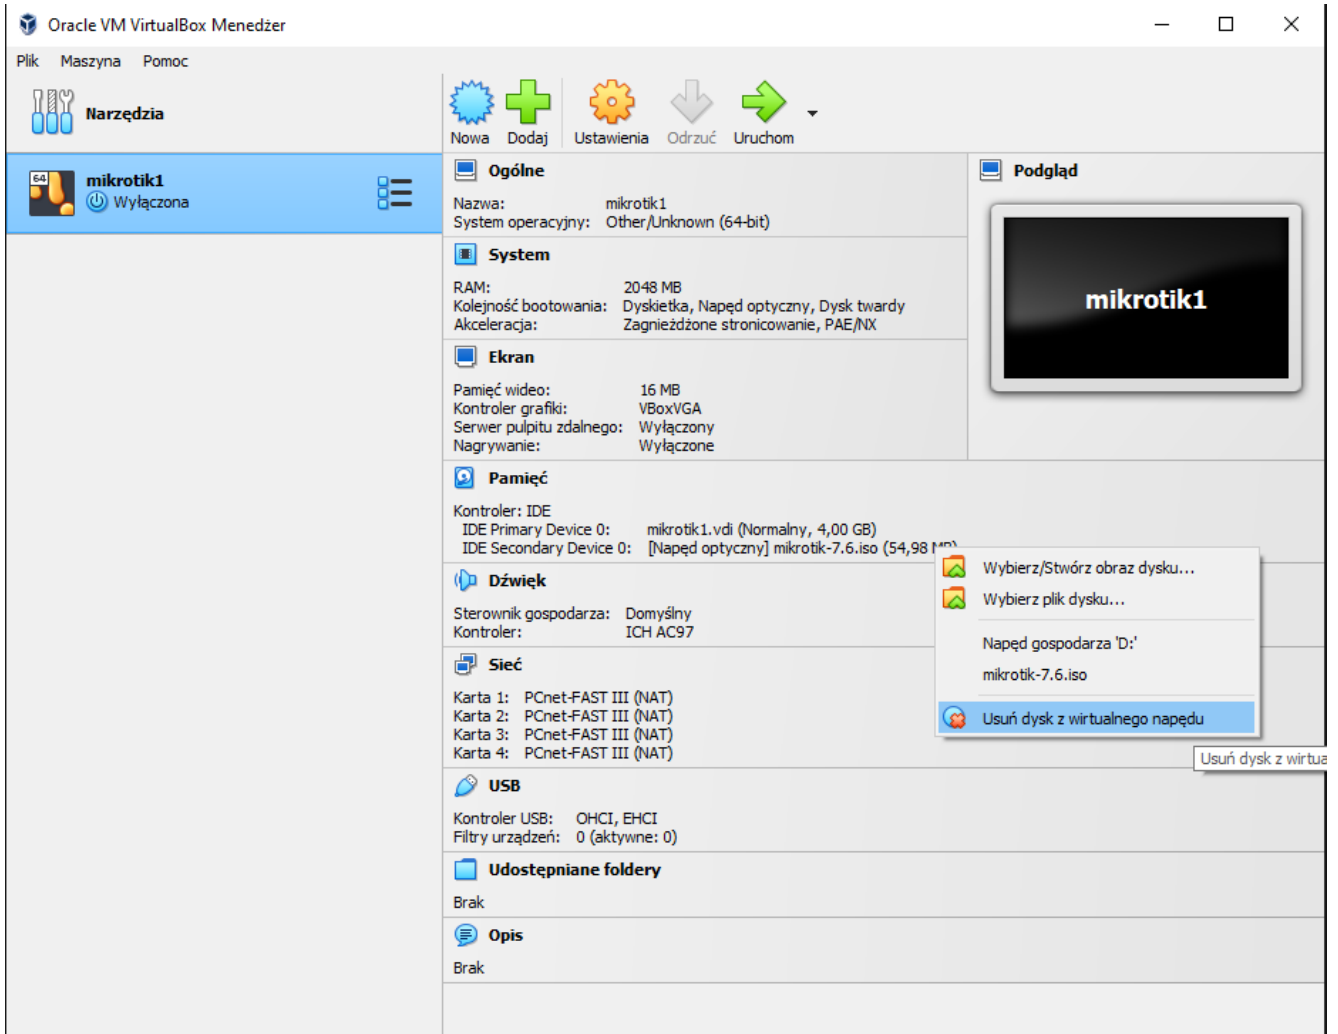 Oracle VM VirtualBox Menedżer
Plik Maszyna Pomoc
Narzędzia
Nowa Dodaj Ustawienia Odrzuć Uruchom
64
mikrotik1
Wyłączona
Ogólne
Nazwa: mikrotik1
System operacyjny: Other/Unknown (64-bit)
System
RAM: 2048 MB
Kolejność bootowania: Dyskietka, Napęd optyczny, Dysk twardy
Akceleracja: Zagnieżdżone stronicowanie, PAE/NX
Ekran
Pamięć wideo: 16 MB
Kontroler grafiki: VBoxVGA
Serwer pulpitu zdalnego: Wyłączony
Nagrywanie: Wyłączone
Podgląd
mikrotik1
Pamięć
Kontroler: IDE
IDE Primary Device 0: mikrotik1.vdi (Normalny, 4,00 GB)
IDE Secondary Device 0: [Napęd optyczny] mikrotik-7.6.iso (54,98 MB)
Dźwięk
Sterownik gospodarza: Domyślny
Kontroler: ICH AC97
Sieć
Karta 1: PCnet-FAST III (NAT)
Karta 2: PCnet-FAST III (NAT)
Karta 3: PCnet-FAST III (NAT)
Karta 4: PCnet-FAST III (NAT)
USB
Kontroler USB: OHCI, EHCI
Filtry urządzeń: 0 (aktywne: 0)
Udostępniane foldery
Brak
Opis
Brak
Wybierz/Stwórz obraz dysku...
Wybierz plik dysku...
Napęd gospodarza 'D:'
mikrotik-7.6.iso
Usuń dysk z wirtualnego napędu
Usuń dysk z wirtua